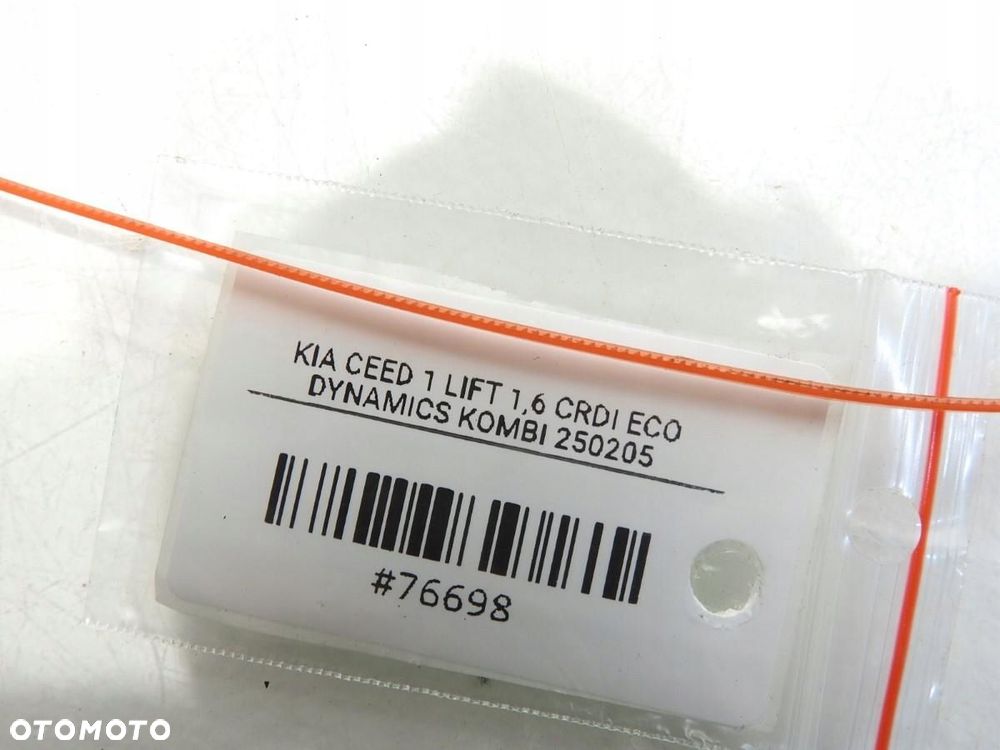 KIA CEED 1 LIFT 1,6 CRDI ECO
DYNAMICS KOMBI 250205
#76698
OTOMOTO